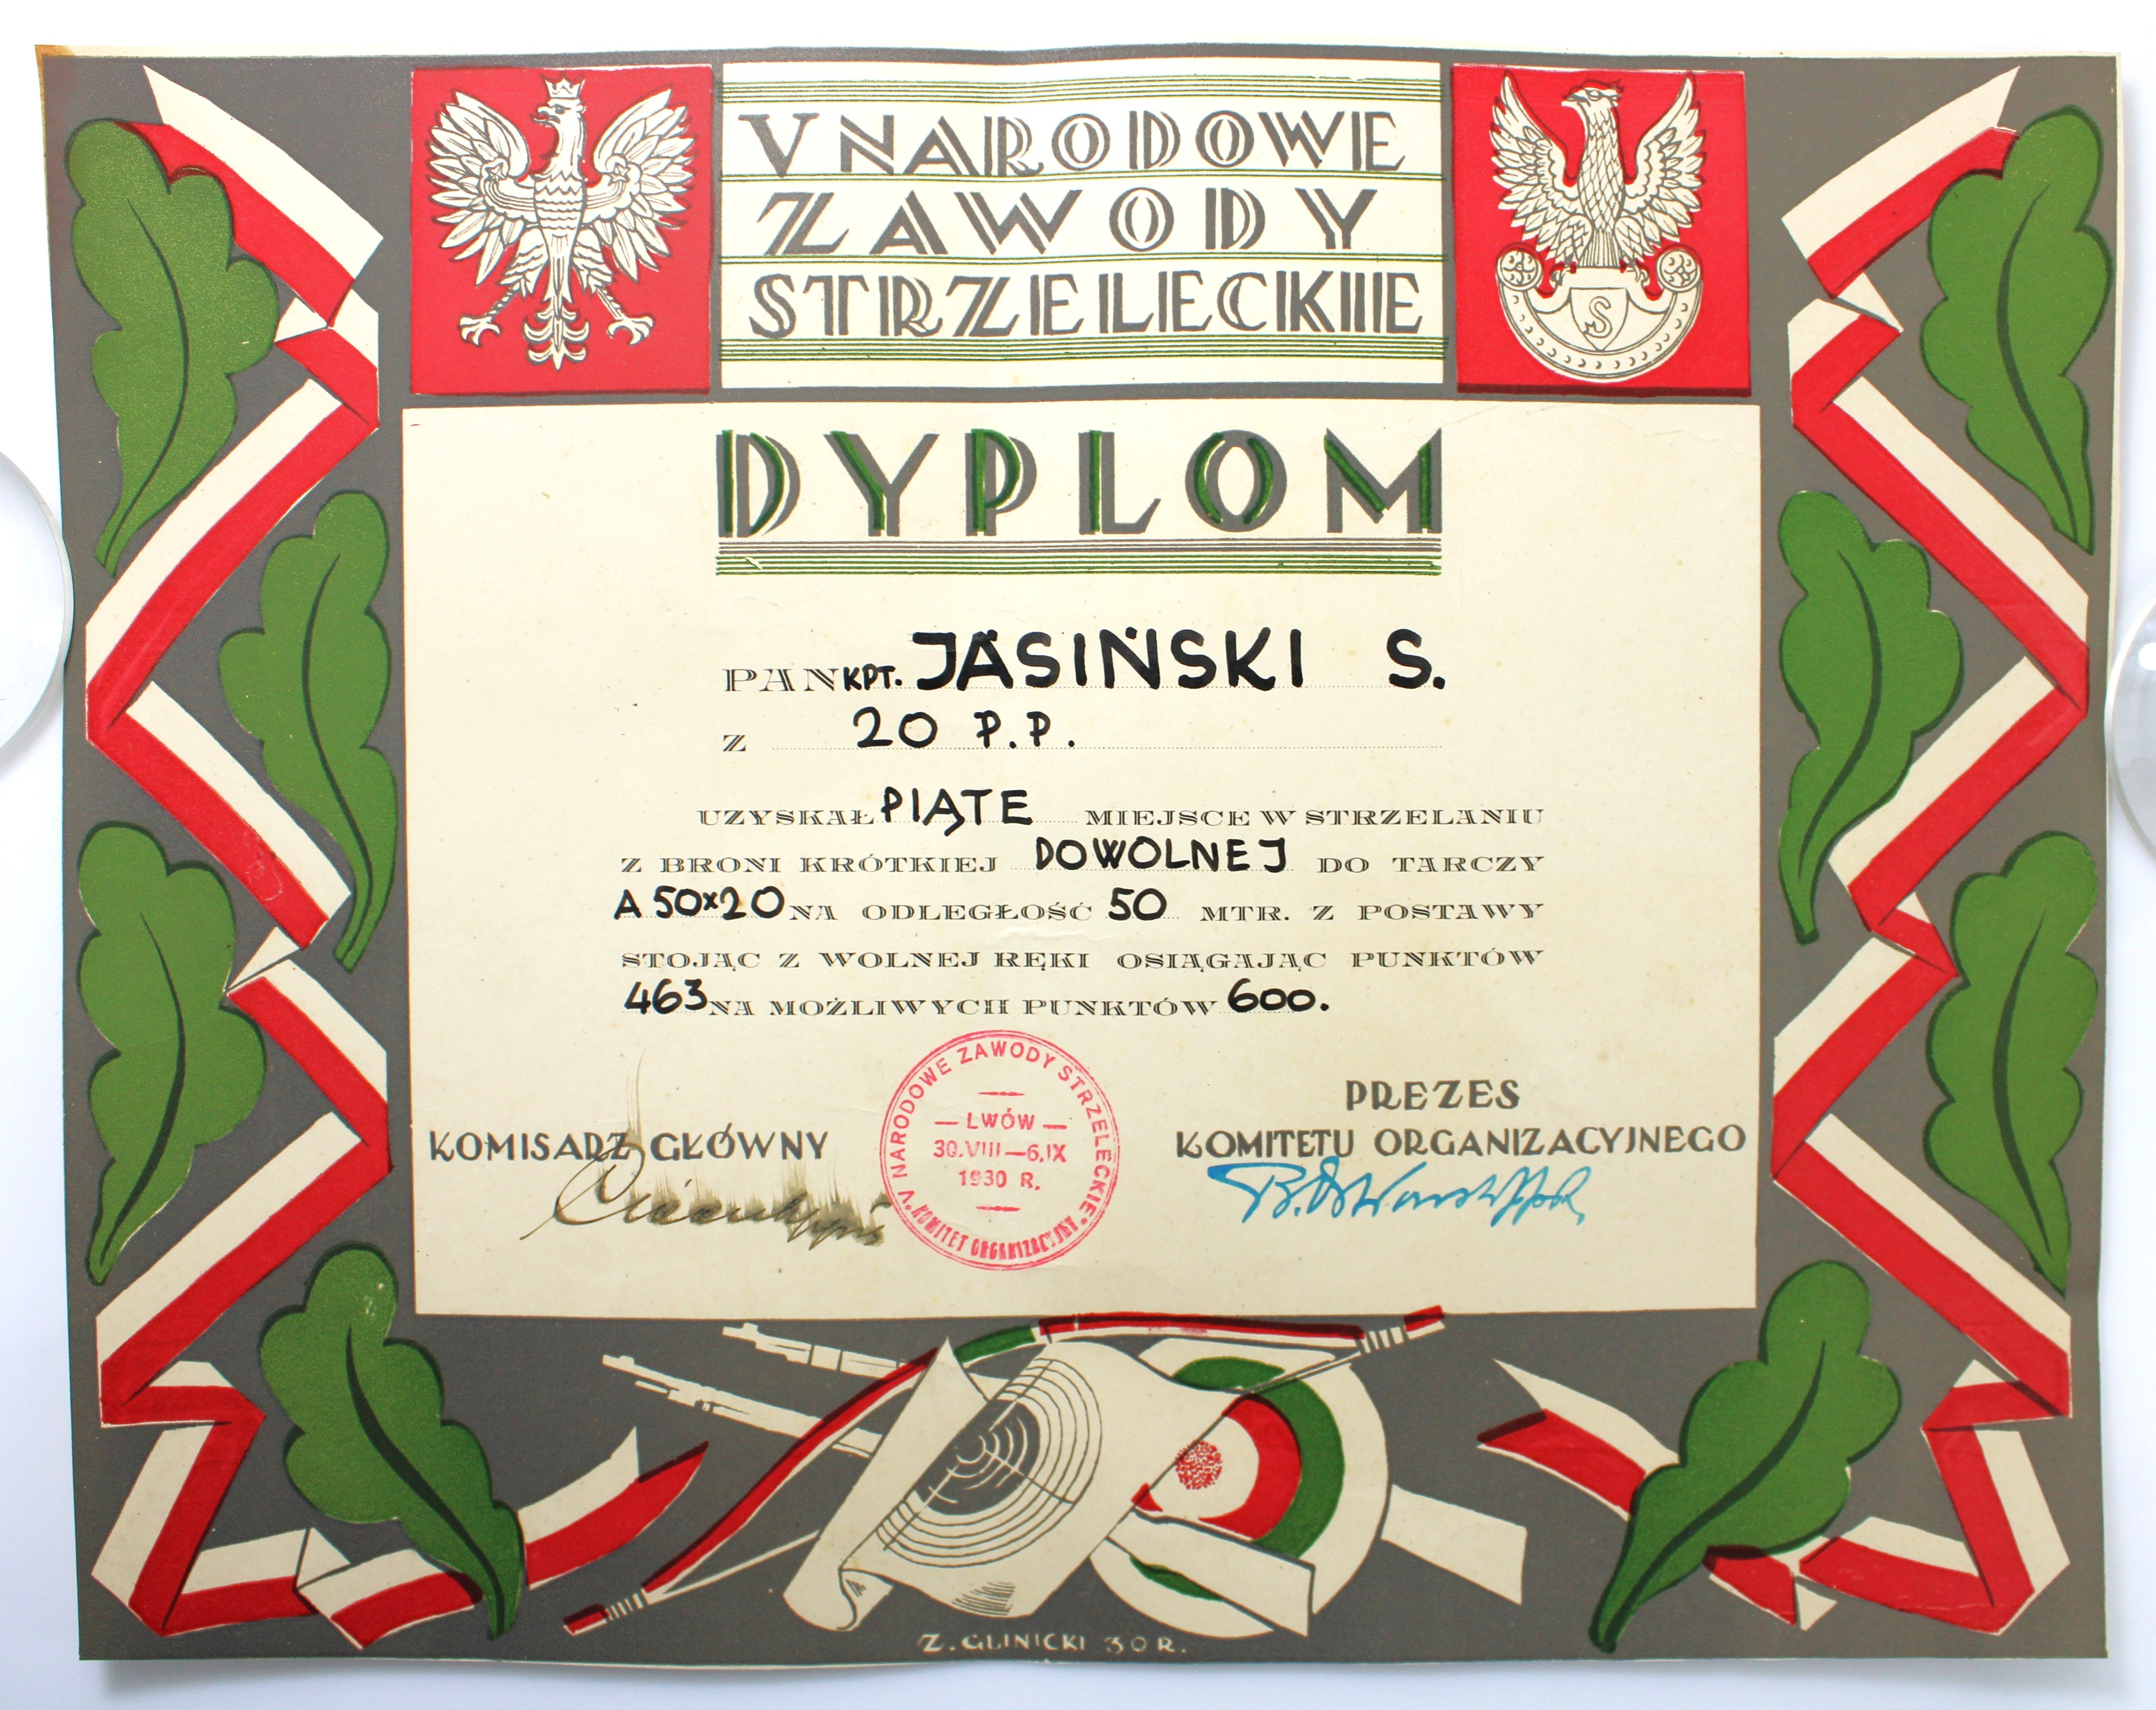 V NARODOWE
ZAWODY
STRZELECKIE
S
DYPLOM
PAN KPT. JASIŃSKI S.
Z 20 P.P.
UZYSKAŁ PIĄTE MIEJSCE W STRZELANIU
Z BRONI KRÓTKIEJ DOWOLNEJ DO TARCZY
A 50×20 NA ODLEGŁOŚĆ 50 MTR. Z POSTAWY
STOJĄC Z WOLNEJ RĘKI OSIĄGAJĄC PUNKTÓW
463 NA MOŻLIWYCH PUNKTÓW 600.
V. NARODOWE ZAWODY STRZELECKIE
— LWÓW —
30.VIII—6.IX
1930 R.
KOMITET ORGANIZACYJNY
KOMISARZ GŁÓWNY
PREZES
KOMITETU ORGANIZACYJNEGO
Z. GLINICKI 30 R.